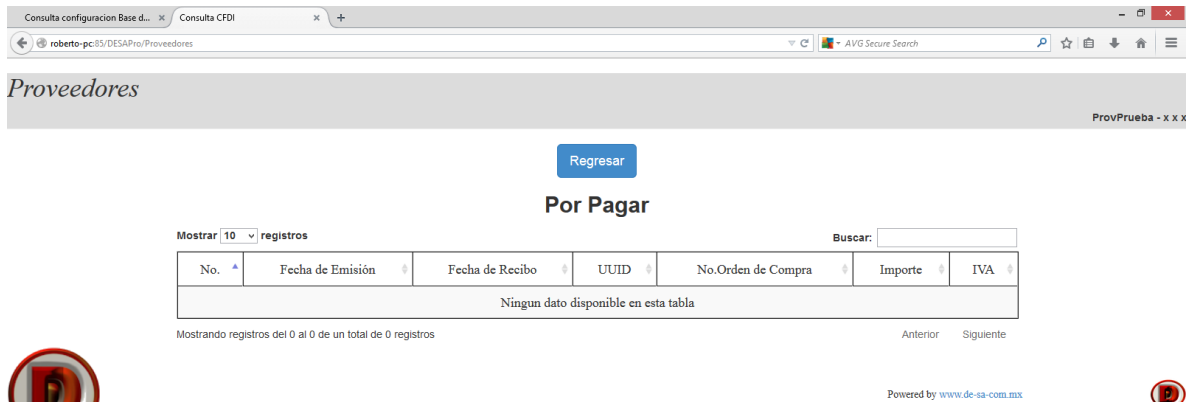 Consulta configuracion Base d... Consulta CFDI
roberto-pc:85/DESAPro/Proveedores AVG Secure Search
Proveedores
ProvPrueba - x x x
Regresar
Por Pagar
Mostrar 10 registros Buscar:
No. Fecha de Emisión Fecha de Recibo UUID No.Orden de Compra Importe IVA
Ningun dato disponible en esta tabla
Mostrando registros del 0 al 0 de un total de 0 registros Anterior Siguiente
Powered by www.de-sa-com.mx